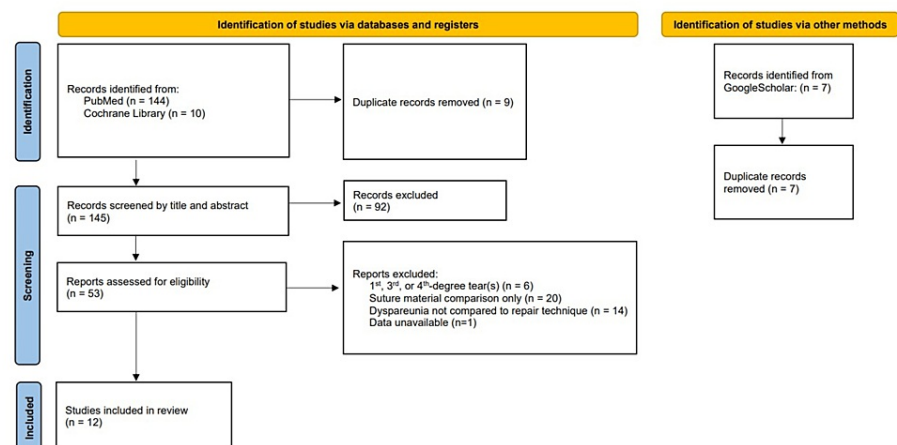 Identification of studies via databases and registers
Identification of studies via other methods
Identification
Records identified from:
PubMed (n = 144)
Cochrane Library (n = 10)
Duplicate records removed (n = 9)
Records identified from
GoogleScholar: (n = 7)
Duplicate records
removed (n = 7)
Screening
Records screened by title and abstract
(n = 145)
Records excluded
(n = 92)
Reports assessed for eligibility
(n = 53)
Reports excluded:
1st, 3rd, or 4th-degree tear(s) (n = 6)
Suture material comparison only (n = 20)
Dyspareunia not compared to repair technique (n = 14)
Data unavailable (n=1)
Included
Studies included in review
(n = 12)